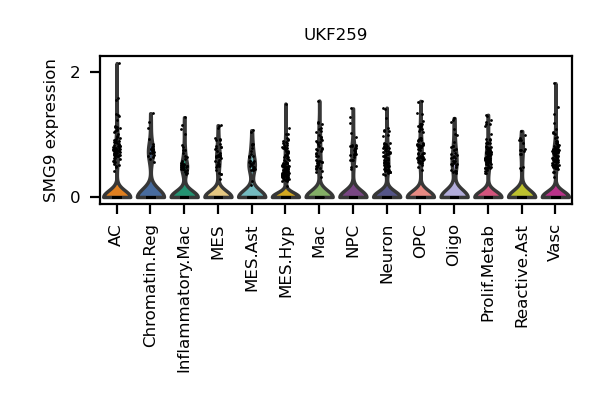 UKF259
SMG9 expression
2
0
AC
Chromatin.Reg
Inflammatory.Mac
MES
MES.Ast
MES.Hyp
Mac
NPC
Neuron
OPC
Oligo
Prolif.Metab
Reactive.Ast
Vasc